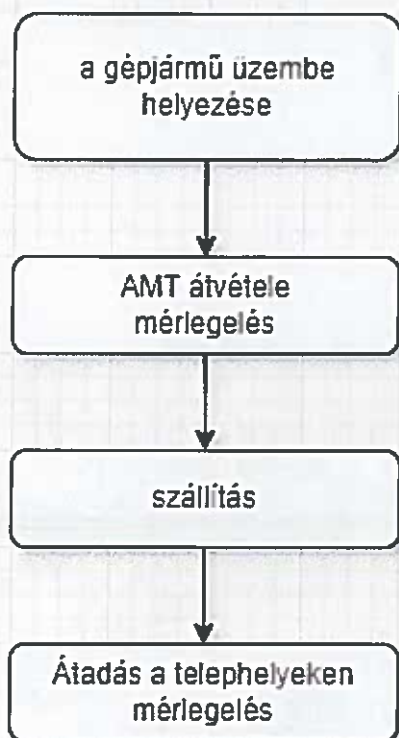 a gépjármű üzembe
helyezése
AMT átvétele
mérlegelés
szállítás
Átadás a telephelyeken
mérlegelés